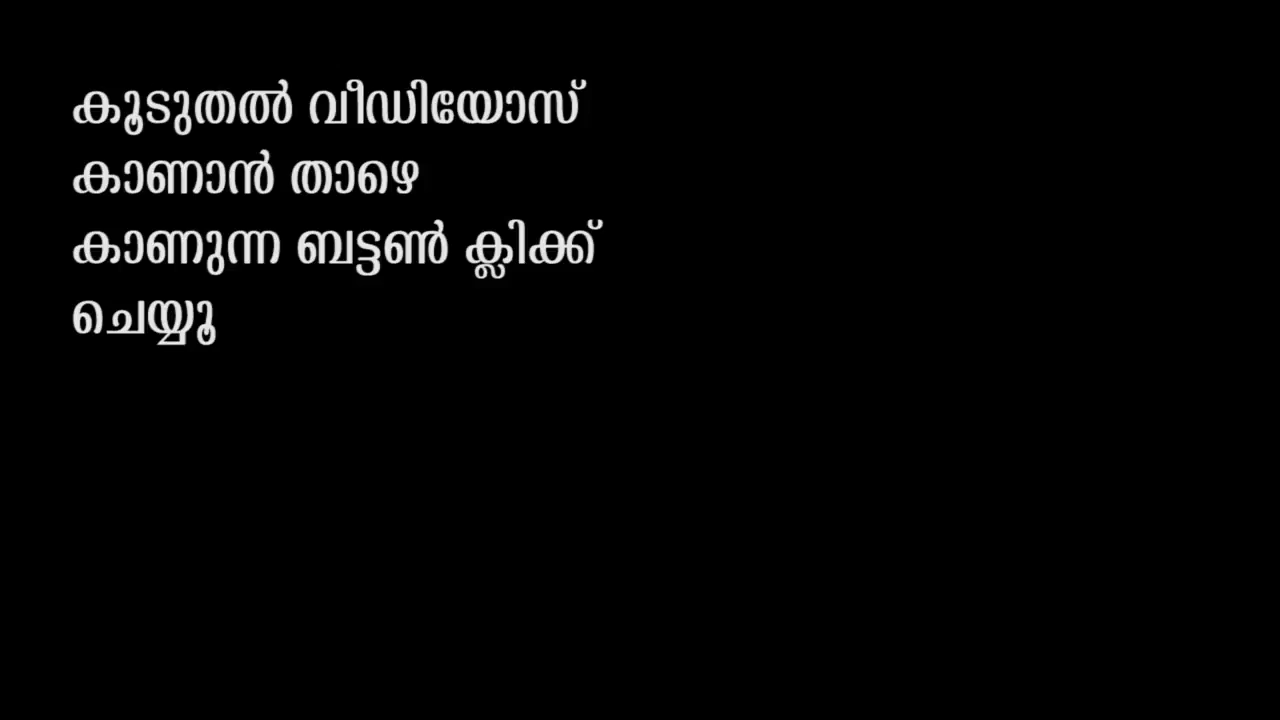 കൂടുതൽ വീഡിയോസ്
കാണാൻ താഴെ
കാണുന്ന ബട്ടൺ ക്ലിക്ക്
ചെയ്യൂ